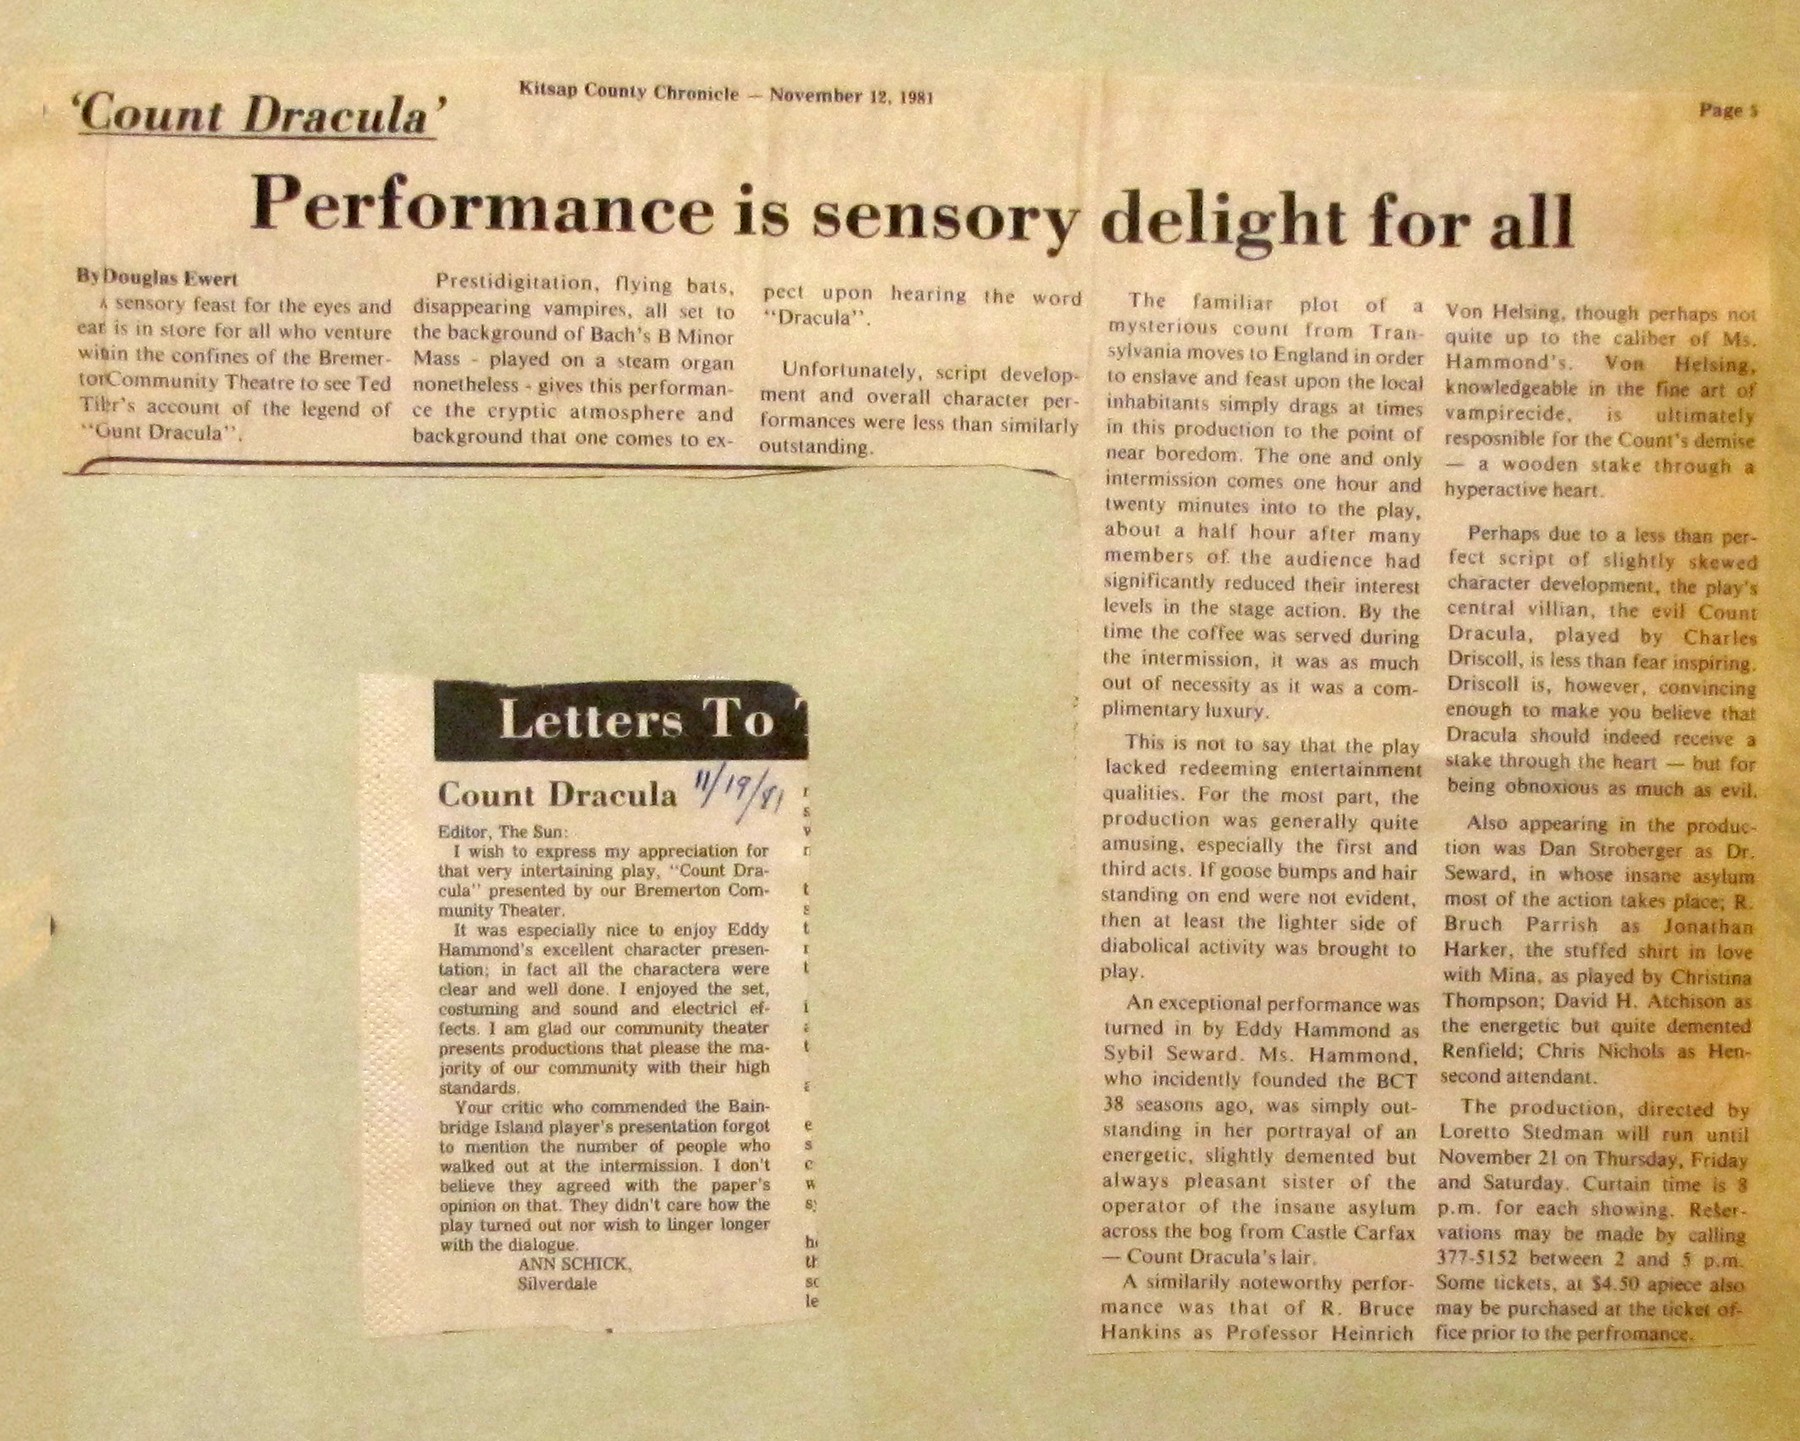 Kitsap County Chronicle — November 12, 1981
Page 5
'Count Dracula'
Performance is sensory delight for all
By Douglas Ewert
A sensory feast for the eyes and
ear is in store for all who venture
within the confines of the Bremer-
Community Theatre to see Ted
account of the legend of
Dracula".
Prestidigitation, flying bats,
disappearing vampires, all set to
the background of Bach's B Minor
Mass - played on a steam organ
nonetheless - gives this performan-
ce the cryptic atmosphere and
background that one comes to ex-
pect upon hearing the word
"Dracula".
Unfortunately, script develop-
ment and overall character per-
formances were less than similarly
outstanding.
The familiar plot of a
mysterious count from Tran-
sylvania moves to England in order
to enslave and feast upon the local
inhabitants simply drags at times
in this production to the point of
near boredom. The one and only
intermission comes one hour and
twenty minutes into to the play,
about a half hour after many
members of the audience had
significantly reduced their interest
levels in the stage action. By the
time the coffee was served during
the intermission, it was as much
out of necessity as it was a com-
plimentary luxury.
This is not to say that the play
lacked redeeming entertainment
qualities. For the most part, the
production was generally quite
amusing, especially the first and
third acts. If goose bumps and hair
standing on end were not evident,
then at least the lighter side of
diabolical activity was brought to
play.
An exceptional performance was
turned in by Eddy Hammond as
Sybil Seward. Ms. Hammond,
who incidently founded the BCT
38 seasons ago, was simply out-
standing in her portrayal of an
energetic, slightly demented but
always pleasant sister of the
operator of the insane asylum
across the bog from Castle Carfax
— Count Dracula's lair.
A similarily noteworthy perfor-
mance was that of R. Bruce
Hankins as Professor Heinrich
Von Helsing, though perhaps not
quite up to the caliber of Ms.
Hammond's. Von Helsing,
knowledgeable in the fine art of
vampirecide, is ultimately
resposnible for the Count's demise
— a wooden stake through a
hyperactive heart.
Perhaps due to a less than per-
fect script of slightly skewed
character development, the play's
central villian, the evil Count
Dracula, played by Charles
Driscoll, is less than fear inspiring.
Driscoll is, however, convincing
enough to make you believe that
Dracula should indeed receive a
stake through the heart — but for
being obnoxious as much as evil.
Also appearing in the produc-
tion was Dan Stroberger as Dr.
Seward, in whose insane asylum
most of the action takes place; R.
Bruch Parrish as Jonathan
Harker, the stuffed shirt in love
with Mina, as played by Christina
Thompson; David H. Atchison as
the energetic but quite demented
Renfield; Chris Nichols as Hen-
second attendant.
The production, directed by
Loretto Stedman will run until
November 21 on Thursday, Friday
and Saturday. Curtain time is 8
p.m. for each showing. Reser-
vations may be made by calling
377-5152 between 2 and 5 p.m.
Some tickets, at $4.50 apiece also
may be purchased at the ticket of-
fice prior to the perfromance.
Letters To
Count Dracula 11/19/81
Editor, The Sun:
I wish to express my appreciation for
that very intertaining play, "Count Dra-
cula" presented by our Bremerton Com-
munity Theater.
It was especially nice to enjoy Eddy
Hammond's excellent character presen-
tation; in fact all the charactera were
clear and well done. I enjoyed the set,
costuming and sound and electricl ef-
fects. I am glad our community theater
presents productions that please the ma-
jority of our community with their high
standards.
Your critic who commended the Bain-
bridge Island player's presentation forgot
to mention the number of people who
walked out at the intermission. I don't
believe they agreed with the paper's
opinion on that. They didn't care how the
play turned out nor wish to linger longer
with the dialogue.
ANN SCHICK,
Silverdale